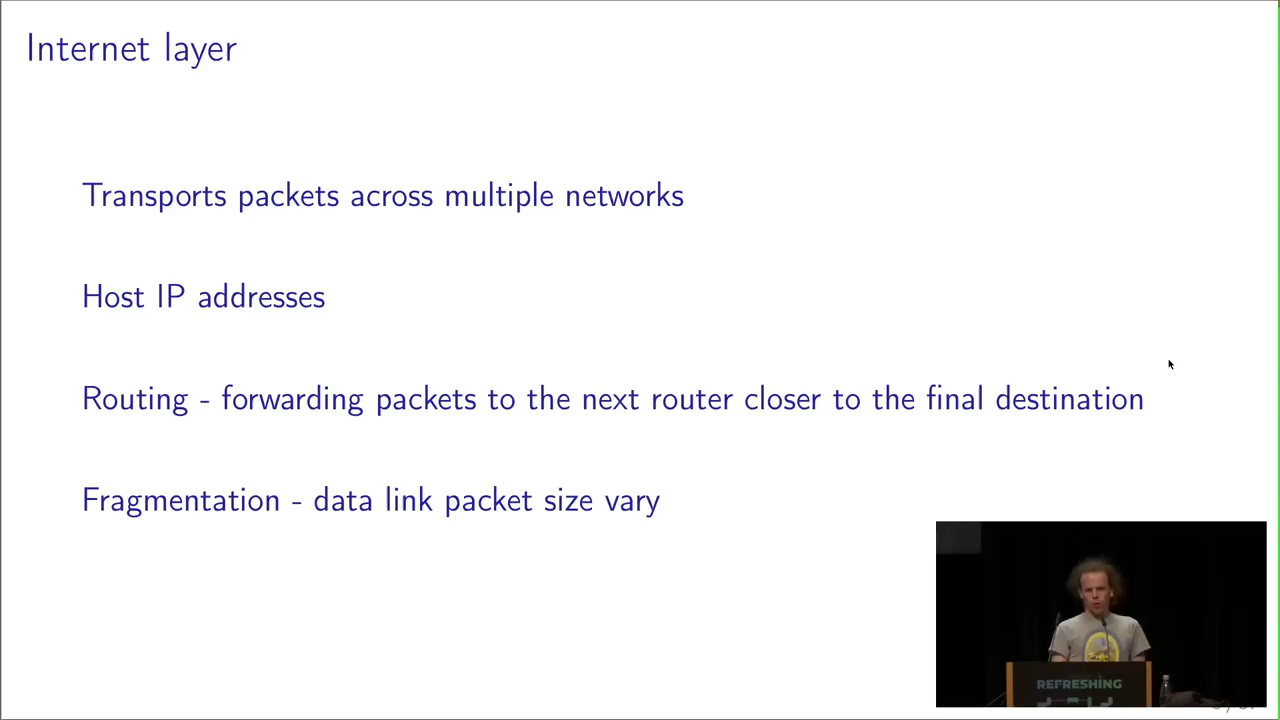 Internet layer
Transports packets across multiple networks
Host IP addresses
Routing - forwarding packets to the next router closer to the final destination
Fragmentation - data link packet size vary
REFRESHING